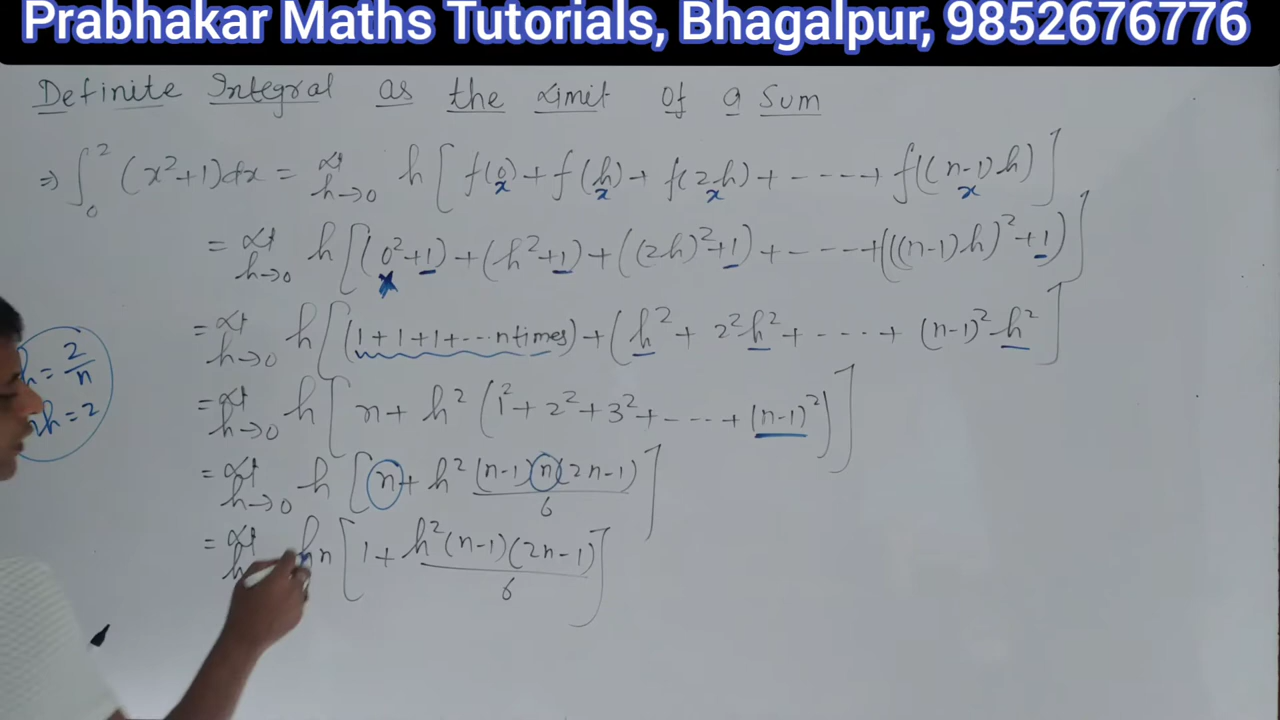 Prabhakar Maths Tutorials, Bhagalpur, 9852676776
Definite Integral as the Limit of a Sum
⇒ ∫₀² (x²+1)dx = Lt h→0 h[f(0)+f(h)+f(2h)+-----+f((n-1)h)]
x x x x
= Lt h→0 h[(0²+1)+(h²+1)+((2h)²+1)+-----+(((n-1)h)²+1)]
= Lt h→0 h[(1+1+1+...n times)+(h²+2²h²+-----+(n-1)²h²]
h = 2/n
nh = 2
= Lt h→0 h[n+h²(1²+2²+3²+-----+(n-1)²)]
= Lt h→0 h[n+h² (n-1)n(2n-1)/6]
= Lt h hn[1+ h²(n-1)(2n-1)/6]